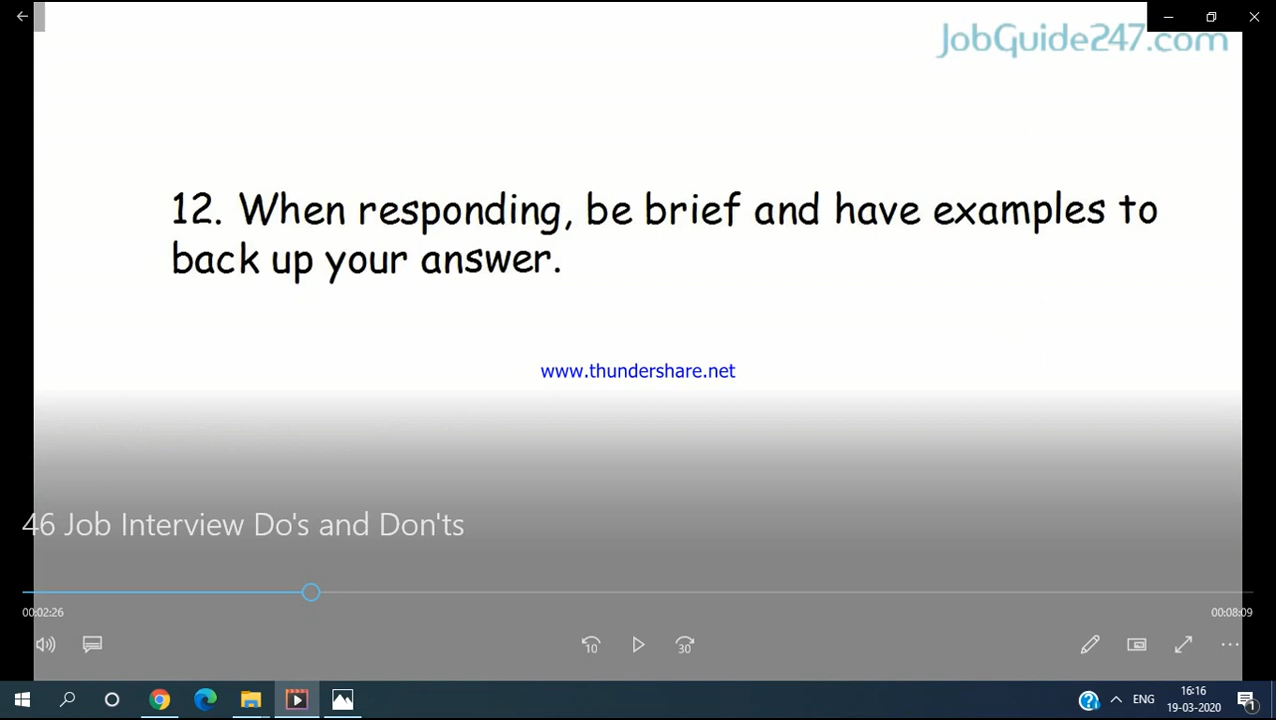 JobGuide247.com
12. When responding, be brief and have examples to
back up your answer.
www.thundershare.net
46 Job Interview Do's and Don'ts
00:02:26
00:08:09
10
30
ENG
16:16
19-03-2020
1